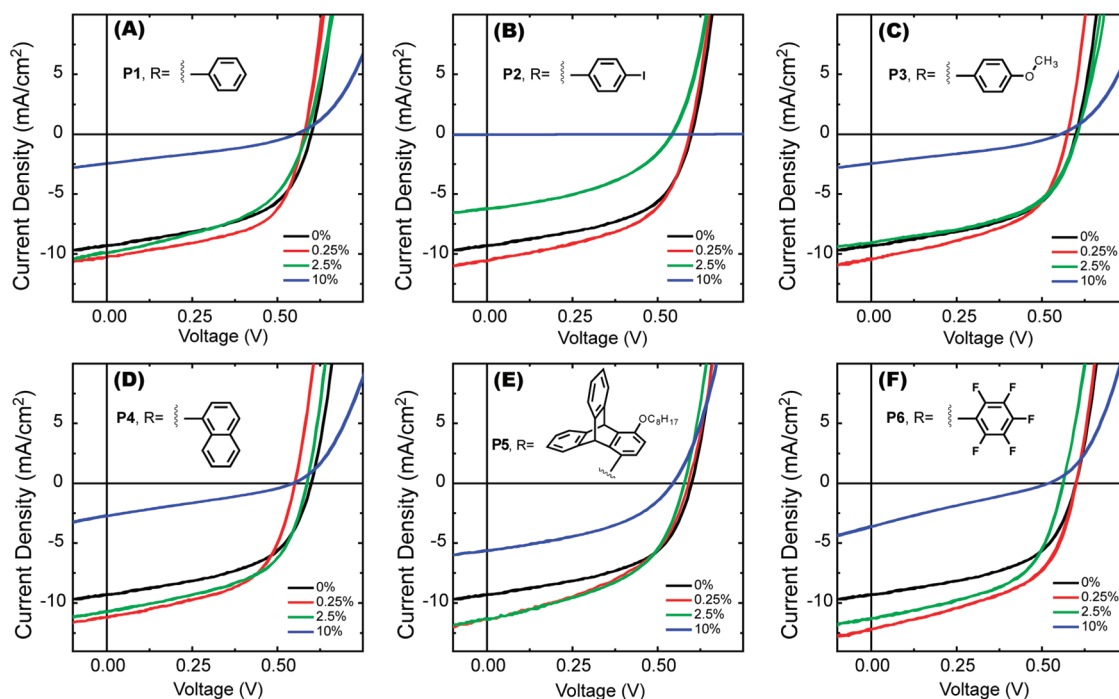 (A)
P1, R=
2
Current Density (mA/cm2)
5
0
-5
-10
0.00
0.25
0.50
Voltage (V)
0%
0.25%
2.5%
10%
(B)
P2, R=
I
Current Density (mA/cm2)
5
0
-5
-10
0.00
0.25
0.50
Voltage (V)
0%
0.25%
2.5%
10%
(C)
P3, R=
CH3
O
Current Density (mA/cm2)
5
0
-5
-10
0.00
0.25
0.50
Voltage (V)
0%
0.25%
2.5%
10%
(D)
P4, R=
Current Density (mA/cm2)
5
0
-5
-10
0.00
0.25
0.50
Voltage (V)
0%
0.25%
2.5%
10%
(E)
OC8H17
P5, R=
Current Density (mA/cm2)
5
0
-5
-10
0.00
0.25
0.50
Voltage (V)
0%
0.25%
2.5%
10%
(F)
F F
P6, R= F
F F
Current Density (mA/cm2)
5
0
-5
-10
0.00
0.25
0.50
Voltage (V)
0%
0.25%
2.5%
10%